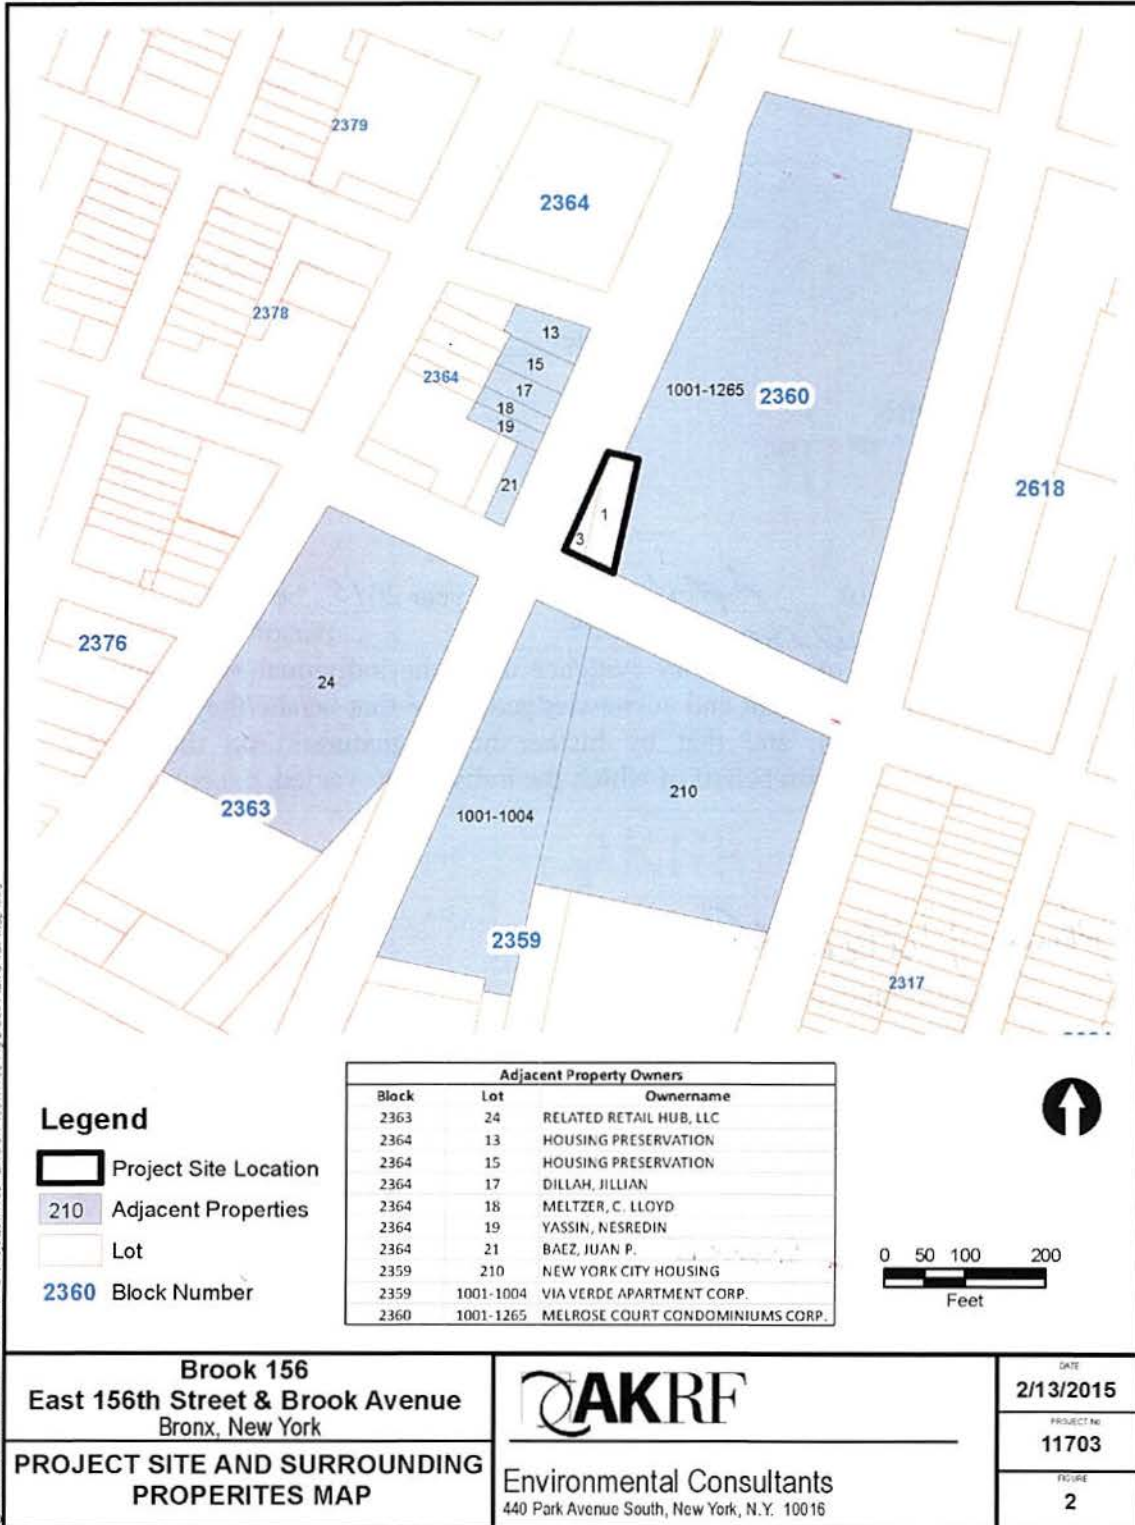 2379
2364
2378
13
15
2364
17
18
19
1001-1265 2360
21
2618
1
3
2376
24
210
2363
1001-1004
2359
2317
Adjacent Property Owners
Block Lot Ownername
2363 24 RELATED RETAIL HUB, LLC
2364 13 HOUSING PRESERVATION
2364 15 HOUSING PRESERVATION
2364 17 DILLAH, JILLIAN
2364 18 MELTZER, C. LLOYD
2364 19 YASSIN, NESREDIN
2364 21 BAEZ, JUAN P.
2359 210 NEW YORK CITY HOUSING
2359 1001-1004 VIA VERDE APARTMENT CORP.
2360 1001-1265 MELROSE COURT CONDOMINIUMS CORP.
Legend
Project Site Location
210 Adjacent Properties
Lot
2360 Block Number
0 50 100 200
Feet
Brook 156
East 156th Street & Brook Avenue
Bronx, New York
PROJECT SITE AND SURROUNDING
PROPERITES MAP
AKRF
Environmental Consultants
440 Park Avenue South, New York, N.Y. 10016
DATE
2/13/2015
PROJECT No
11703
FIGURE
2